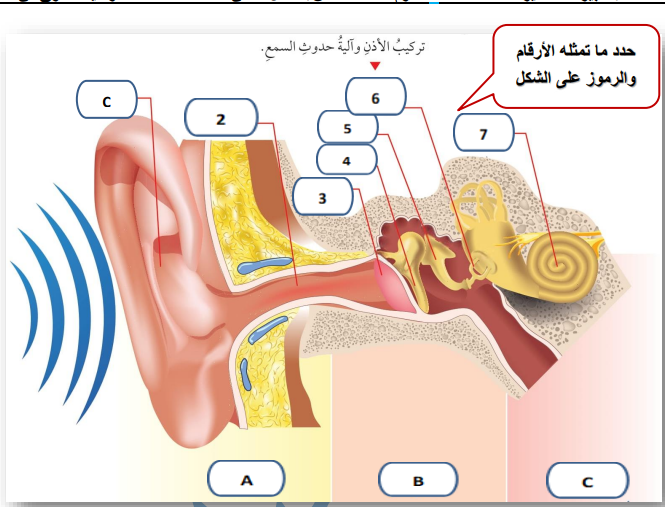 تركيبُ الأذنِ وآليةُ حدوثِ السمعِ.
حدد ما تمثله الأرقام
والرموز على الشكل
C
2
6
5
4
3
7
A
B
C